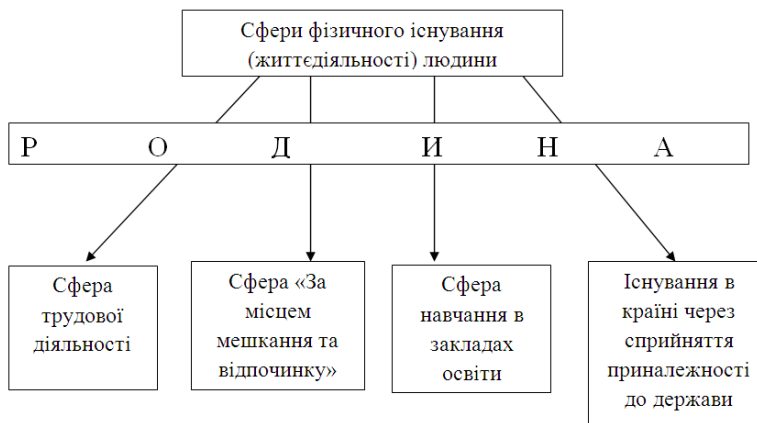 Сфери фізичного існування
(життєдіяльності) людини
Р О Д И Н А
Сфера
трудової
діяльності
Сфера «За
місцем
мешкання та
відпочинку»
Сфера
навчання в
закладах
освіти
Існування в
країні через
сприйняття
приналежності
до держави